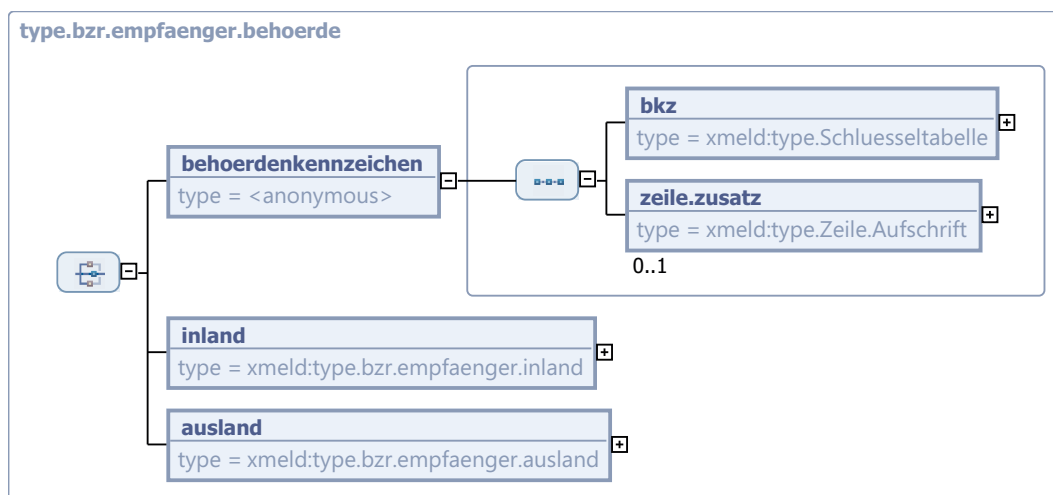 type.bzr.empfaenger.behoerde
bkz
type = xmeld:type.Schluesseltabelle
behoerdenkennzeichen
type = <anonymous>
zeile.zusatz
type = xmeld:type.Zeile.Aufschrift
0..1
inland
type = xmeld:type.bzr.empfaenger.inland
ausland
type = xmeld:type.bzr.empfaenger.ausland